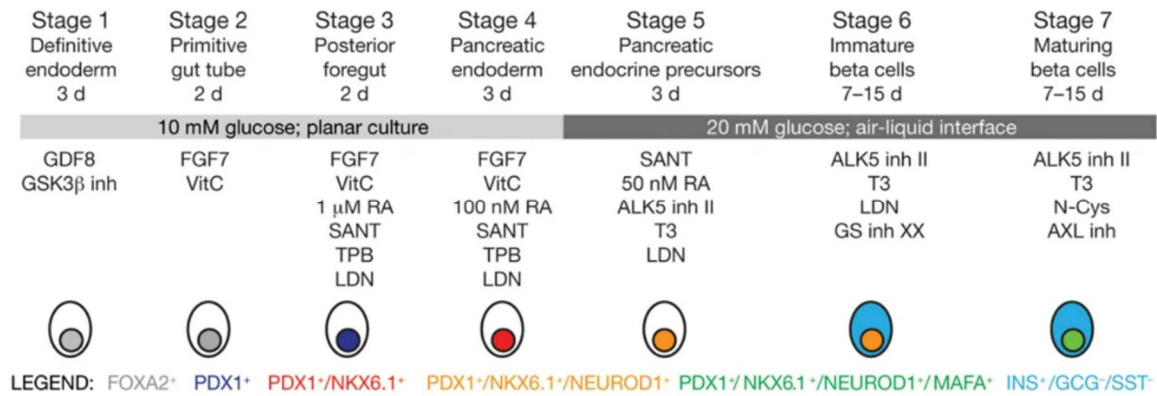 Stage 1 Stage 2 Stage 3 Stage 4 Stage 5 Stage 6 Stage 7
Definitive Primitive Posterior Pancreatic Pancreatic Immature Maturing
endoderm gut tube foregut endoderm endocrine precursors beta cells beta cells
3 d 2 d 2 d 3 d 3 d 7–15 d 7–15 d
10 mM glucose; planar culture 20 mM glucose; air-liquid interface
GDF8 FGF7 FGF7 FGF7 SANT ALK5 inh II ALK5 inh II
GSK3β inh VitC VitC VitC 50 nM RA T3 T3
1 μM RA 100 nM RA ALK5 inh II LDN N-Cys
SANT SANT T3 GS inh XX AXL inh
TPB TPB LDN
LDN LDN
LEGEND: FOXA2⁺ PDX1⁺ PDX1⁺/NKX6.1⁺ PDX1⁺/NKX6.1⁺/NEUROD1⁺ PDX1⁺/NKX6.1⁺/NEUROD1⁺/MAFA⁺ INS⁺/GCG⁻/SST⁻